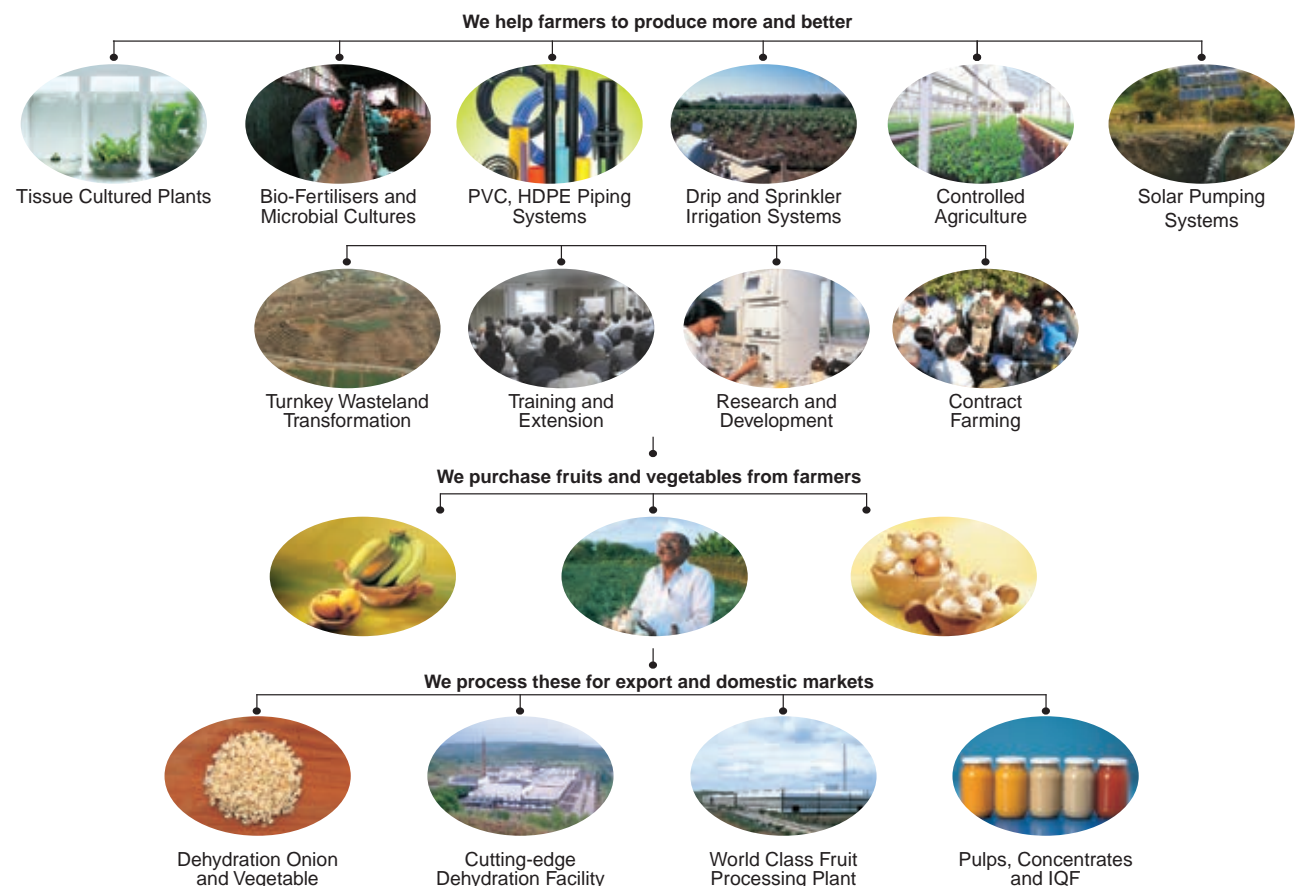 We help farmers to produce more and better
Tissue Cultured Plants
Bio-Fertilisers and
Microbial Cultures
PVC, HDPE Piping
Systems
Drip and Sprinkler
Irrigation Systems
Controlled
Agriculture
Solar Pumping
Systems
Turnkey Wasteland
Transformation
Training and
Extension
Research and
Development
Contract
Farming
We purchase fruits and vegetables from farmers
We process these for export and domestic markets
Dehydration Onion
and Vegetable
Cutting-edge
Dehydration Facility
World Class Fruit
Processing Plant
Pulps, Concentrates
and IQF